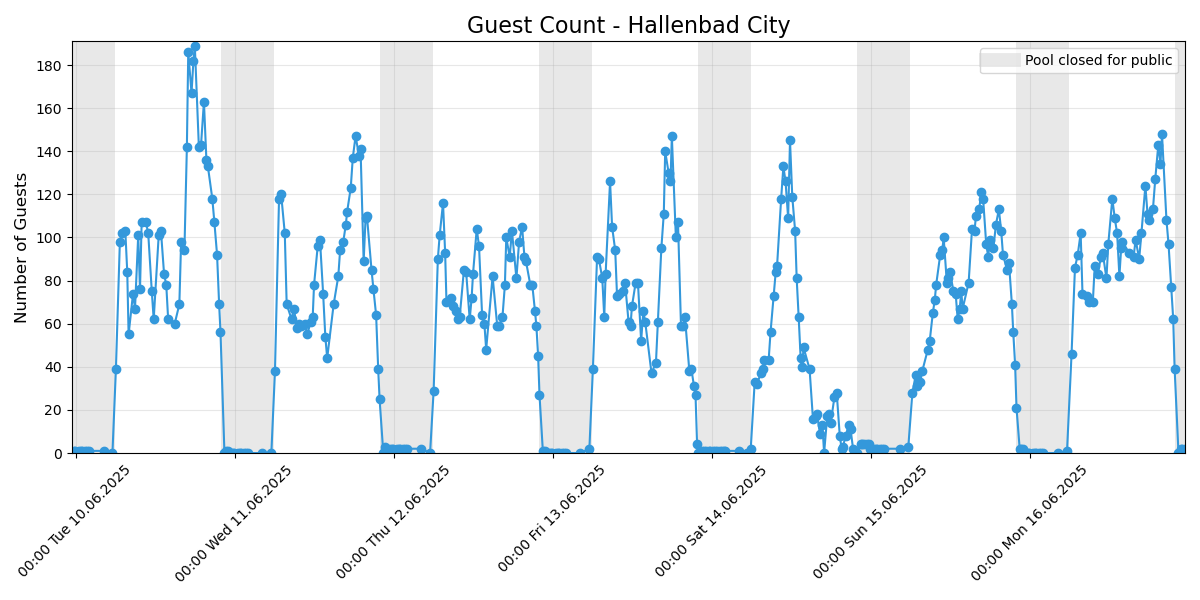 Guest Count - Hallenbad City
Pool closed for public
Number of Guests
180
160
140
120
100
80
60
40
20
0
00:00 Tue 10.06.2025
00:00 Wed 11.06.2025
00:00 Thu 12.06.2025
00:00 Fri 13.06.2025
00:00 Sat 14.06.2025
00:00 Sun 15.06.2025
00:00 Mon 16.06.2025